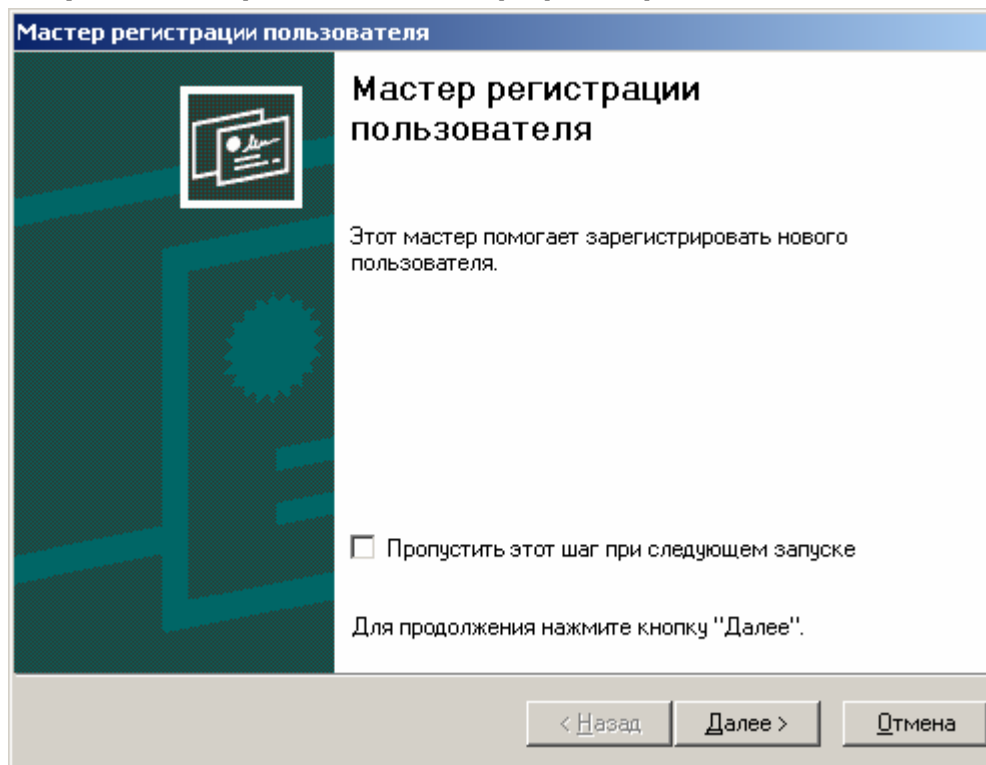 Мастер регистрации пользователя
Мастер регистрации
пользователя
Этот мастер помогает зарегистрировать нового
пользователя.
Пропустить этот шаг при следующем запуске
Для продолжения нажмите кнопку "Далее".
< Назад
Далее >
Отмена